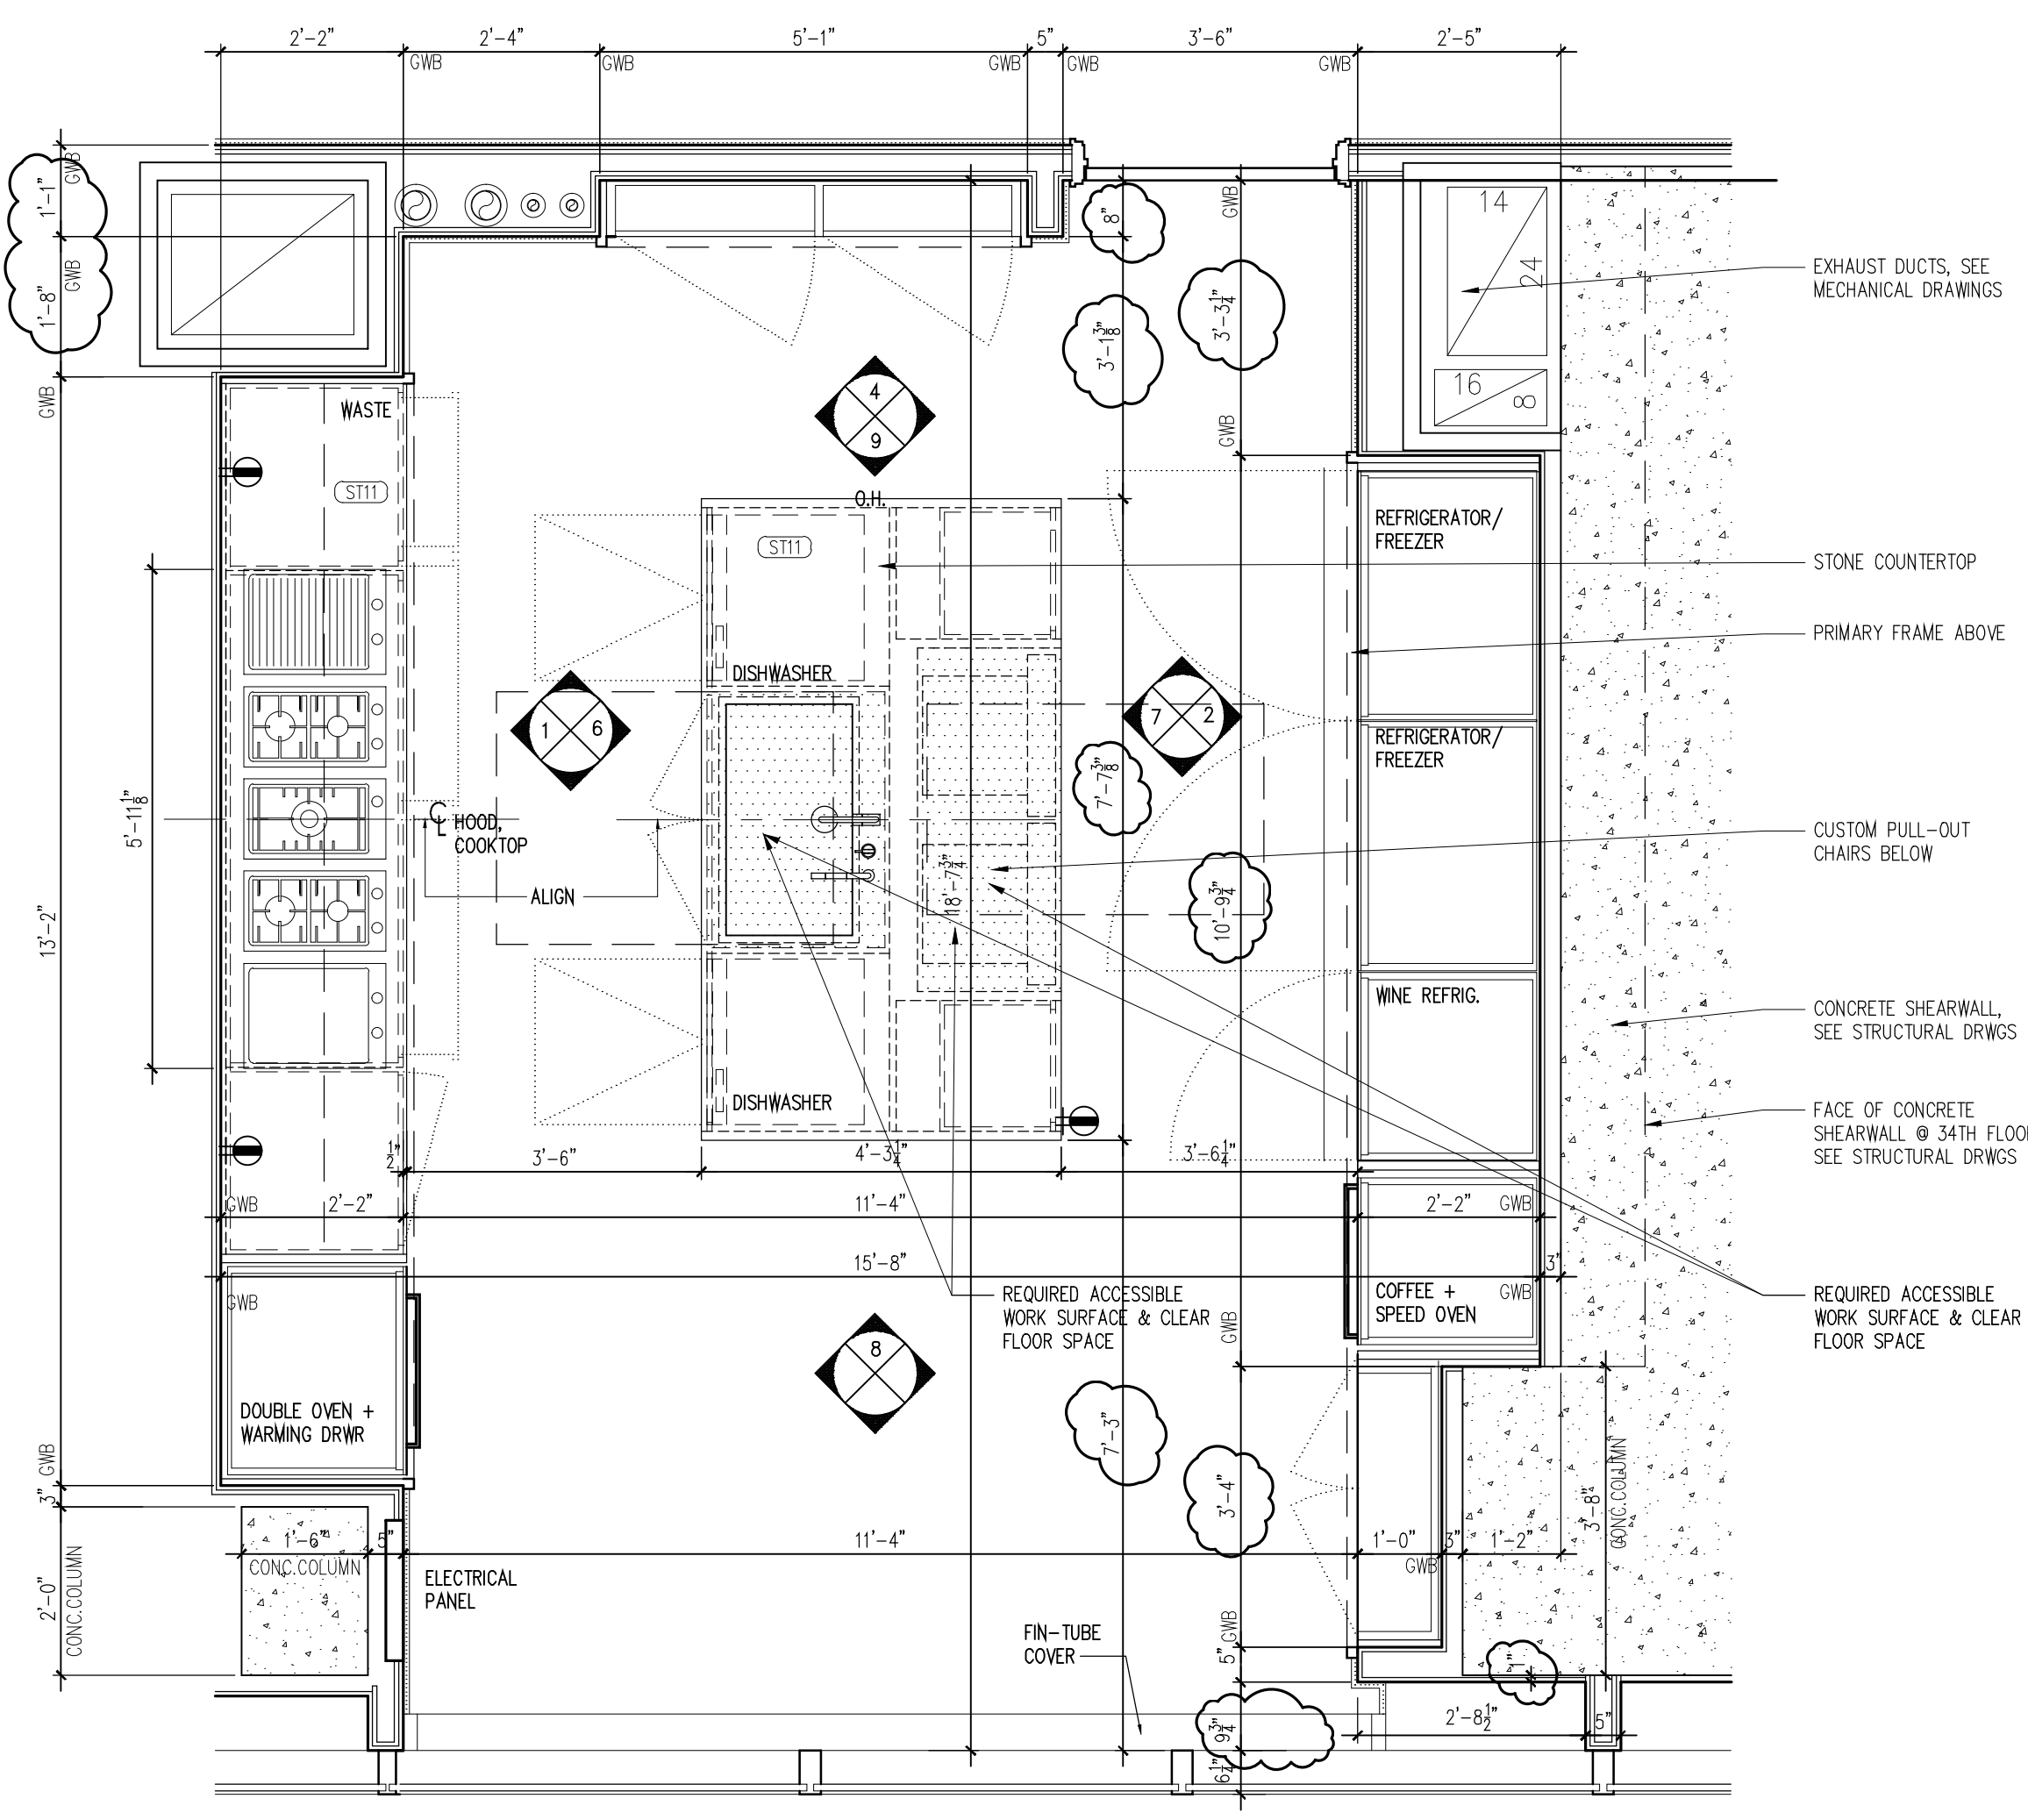 2'-2"
2'-4"
5'-1"
5"
3'-6"
2'-5"
GWB
GWB
GWB
GWB
GWB
GWB
1'-1"
GWB
1'-8"
GWB
GWB
8"
3'-1 3/8"
3'-3 1/4"
GWB
14
24
16
8
EXHAUST DUCTS, SEE
MECHANICAL DRAWINGS
WASTE
ST11
4
9
O.H.
ST11
REFRIGERATOR/
FREEZER
STONE COUNTERTOP
PRIMARY FRAME ABOVE
DISHWASHER
1
6
7
2
REFRIGERATOR/
FREEZER
5'-11 1/8"
7'-7 3/8"
℄ HOOD,
COOKTOP
ALIGN
CUSTOM PULL-OUT
CHAIRS BELOW
13'-2"
18'-7 3/4"
10'-9 3/4"
WINE REFRIG.
CONCRETE SHEARWALL,
SEE STRUCTURAL DRWGS
DISHWASHER
FACE OF CONCRETE
SHEARWALL @ 34TH FLOO
SEE STRUCTURAL DRWGS
1/2"
3'-6"
4'-3 1/4"
3'-6 1/4"
GWB
2'-2"
11'-4"
2'-2"
GWB
15'-8"
3"
GWB
COFFEE +
SPEED OVEN
GWB
REQUIRED ACCESSIBLE
WORK SURFACE & CLEAR
FLOOR SPACE
REQUIRED ACCESSIBLE
WORK SURFACE & CLEAR
FLOOR SPACE
GWB
8
DOUBLE OVEN +
WARMING DRWR
7'-3"
3'-4"
GWB
3"
3'-8"
CONC.COLUMN
1'-6"
5"
11'-4"
1'-0"
3"
1'-2"
GWB
CONC.COLUMN
2'-0"
CONC.COLUMN
ELECTRICAL
PANEL
FIN-TUBE
COVER
GWB
5"
1"
9 3/4"
2'-8 1/2"
5"
6 1/4"